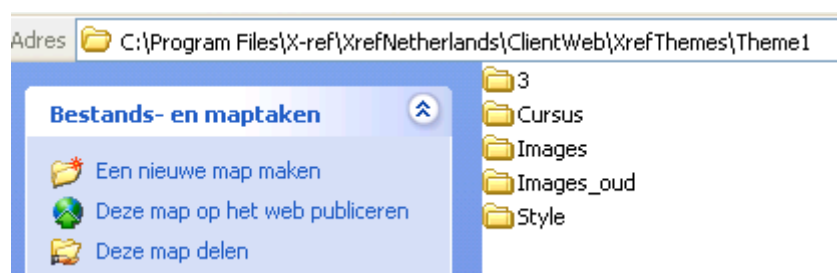 Adres C:\Program Files\X-ref\XrefNetherlands\ClientWeb\XrefThemes\Theme1
Bestands- en maptaken
Een nieuwe map maken
Deze map op het web publiceren
Deze map delen
3
Cursus
Images
Images_oud
Style